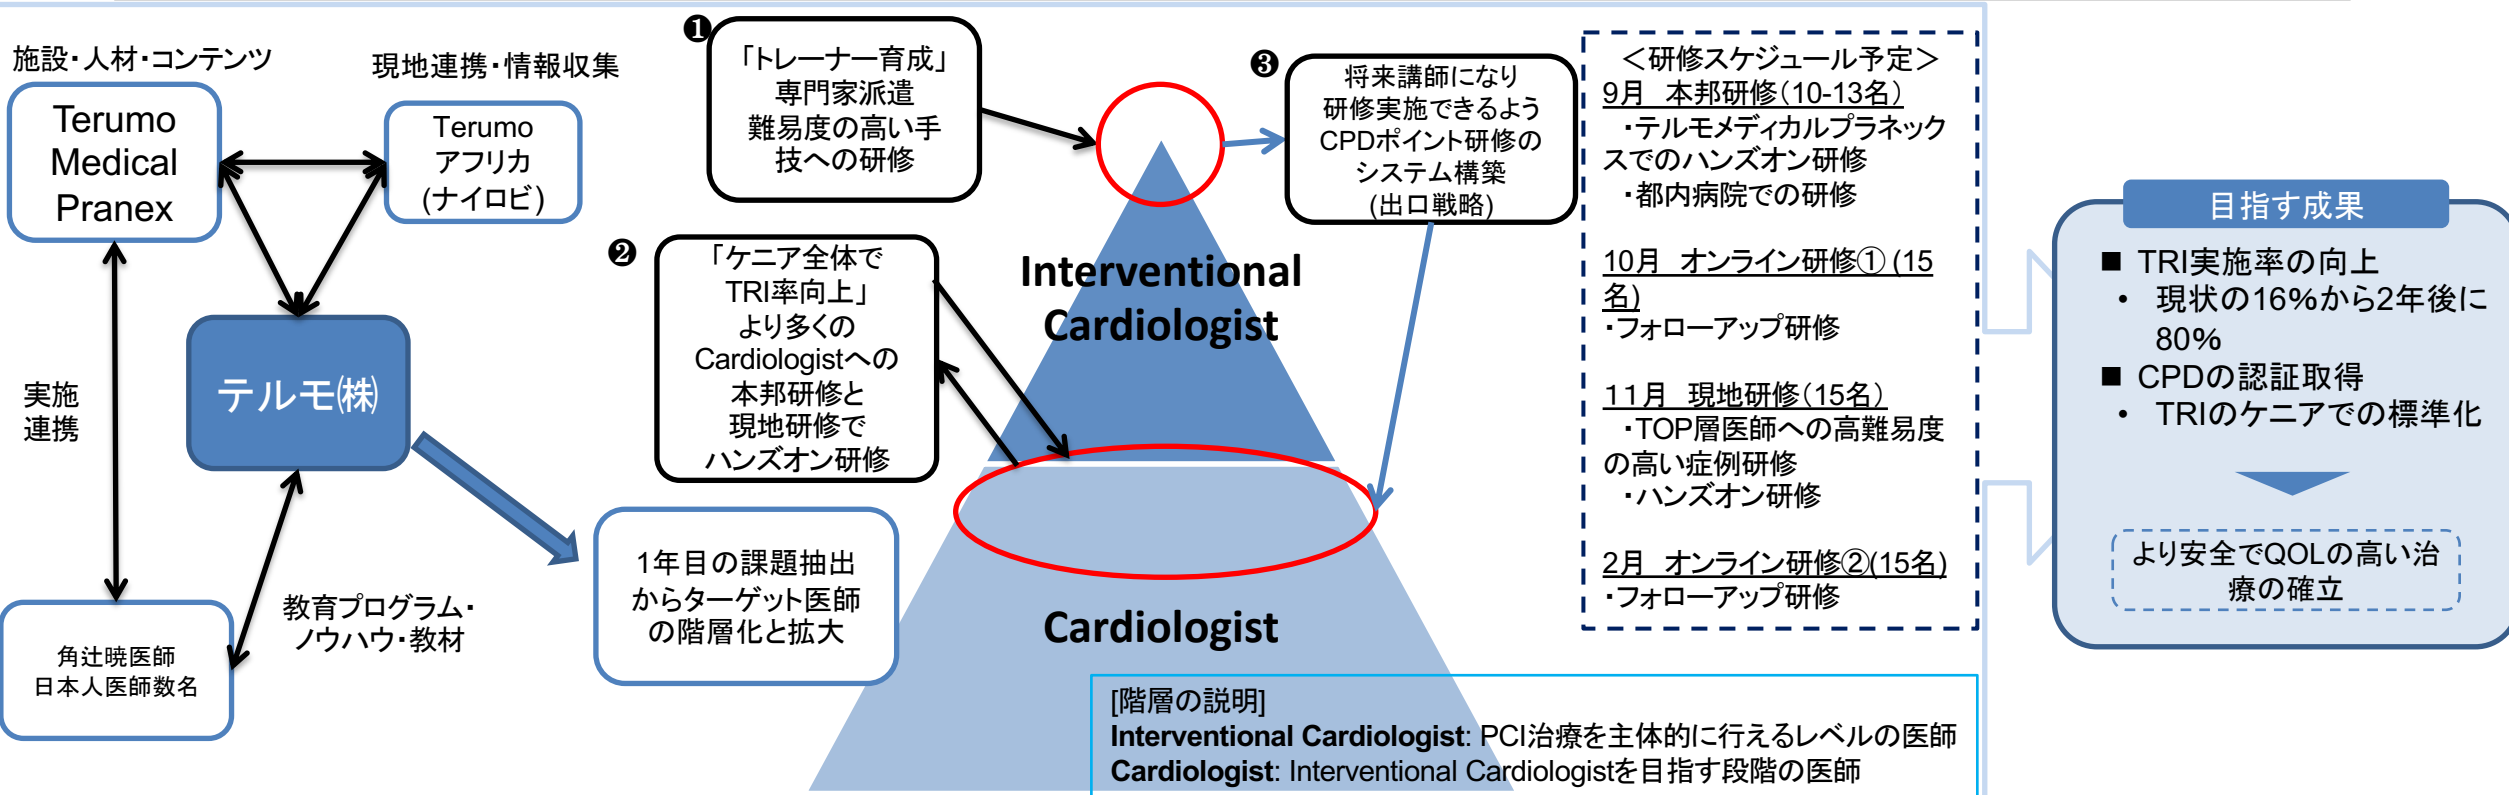 施設・人材・コンテンツ
Terumo
Medical
Pranex
現地連携・情報収集
Terumo
アフリカ
(ナイロビ)
テルモ㈱
実施
連携
角辻暁医師
日本人医師数名
教育プログラム・
ノウハウ・教材
1年目の課題抽出
からターゲット医師
の階層化と拡大
❶
「トレーナー育成」
専門家派遣
難易度の高い手
技への研修
❷
「ケニア全体で
TRI率向上」
より多くの
Cardiologistへの
本邦研修と
現地研修で
ハンズオン研修
❸
将来講師になり
研修実施できるよう
CPDポイント研修の
システム構築
(出口戦略)
Interventional
Cardiologist
Cardiologist
＜研修スケジュール予定＞
9月　本邦研修（10-13名）
・テルモメディカルプラネック
スでのハンズオン研修
・都内病院での研修
10月　オンライン研修① (15
名)
・フォローアップ研修
１１月　現地研修（15名）
・TOP層医師への高難易度
の高い症例研修
・ハンズオン研修
2月　オンライン研修②(15名)
・フォローアップ研修
[階層の説明]
Interventional Cardiologist: PCI治療を主体的に行えるレベルの医師
Cardiologist: Interventional Cardiologistを目指す段階の医師
目指す成果
■ TRI実施率の向上
• 現状の16％から2年後に
80％
■ CPDの認証取得
• TRIのケニアでの標準化
より安全でQOLの高い治
療の確立